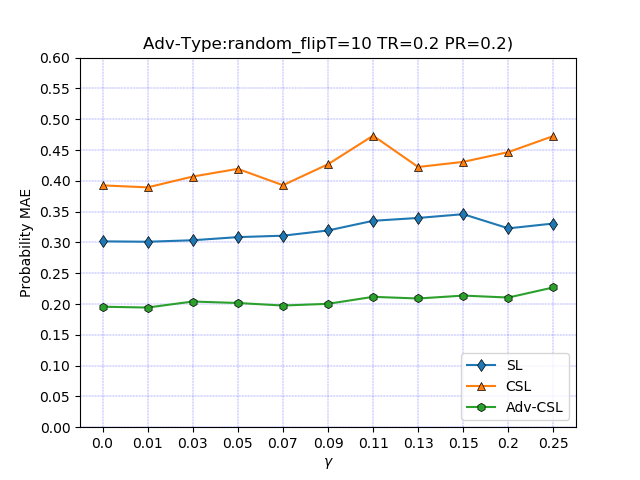 Adv-Type:random_flipT=10 TR=0.2 PR=0.2)
Probability MAE
0.60
0.55
0.50
0.45
0.40
0.35
0.30
0.25
0.20
0.15
0.10
0.05
0.00
SL
CSL
Adv-CSL
0.0 0.01 0.03 0.05 0.07 0.09 0.11 0.13 0.15 0.2 0.25
γ